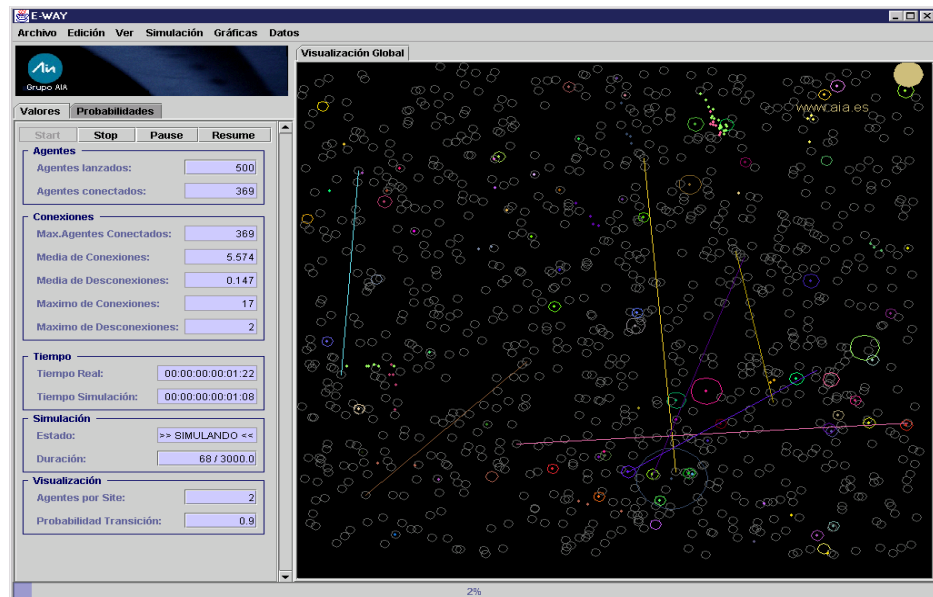 E-WAY
Archivo Edición Ver Simulación Gráficas Datos
Aia
Grupo AIA
Visualización Global
www.aia.es
Valores Probabilidades
Start Stop Pause Resume
Agentes
Agentes lanzados: 500
Agentes conectados: 369
Conexiones
Max.Agentes Conectados: 369
Media de Conexiones: 5.574
Media de Desconexiones: 0.147
Maximo de Conexiones: 17
Maximo de Desconexiones: 2
Tiempo
Tiempo Real: 00:00:00:00:01:22
Tiempo Simulación: 00:00:00:00:01:08
Simulación
Estado: >> SIMULANDO <<
Duración: 68 / 3000.0
Visualización
Agentes por Site: 2
Probabilidad Transición: 0.9
2%